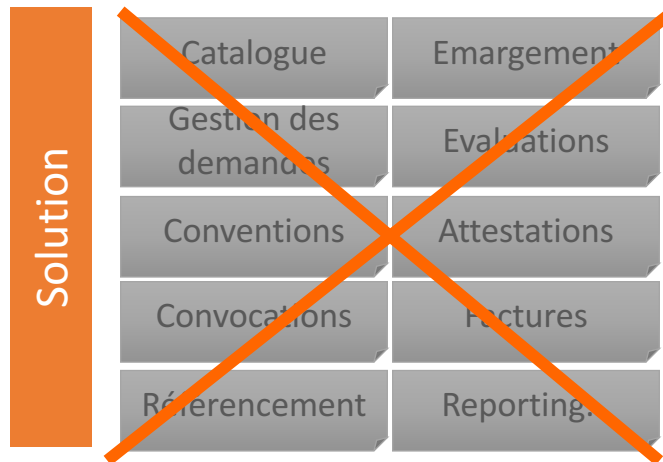 Solution
Catalogue
Emargement
Gestion des
demandes
Evaluations
Conventions
Attestations
Convocations
Factures
Référencement
Reporting.